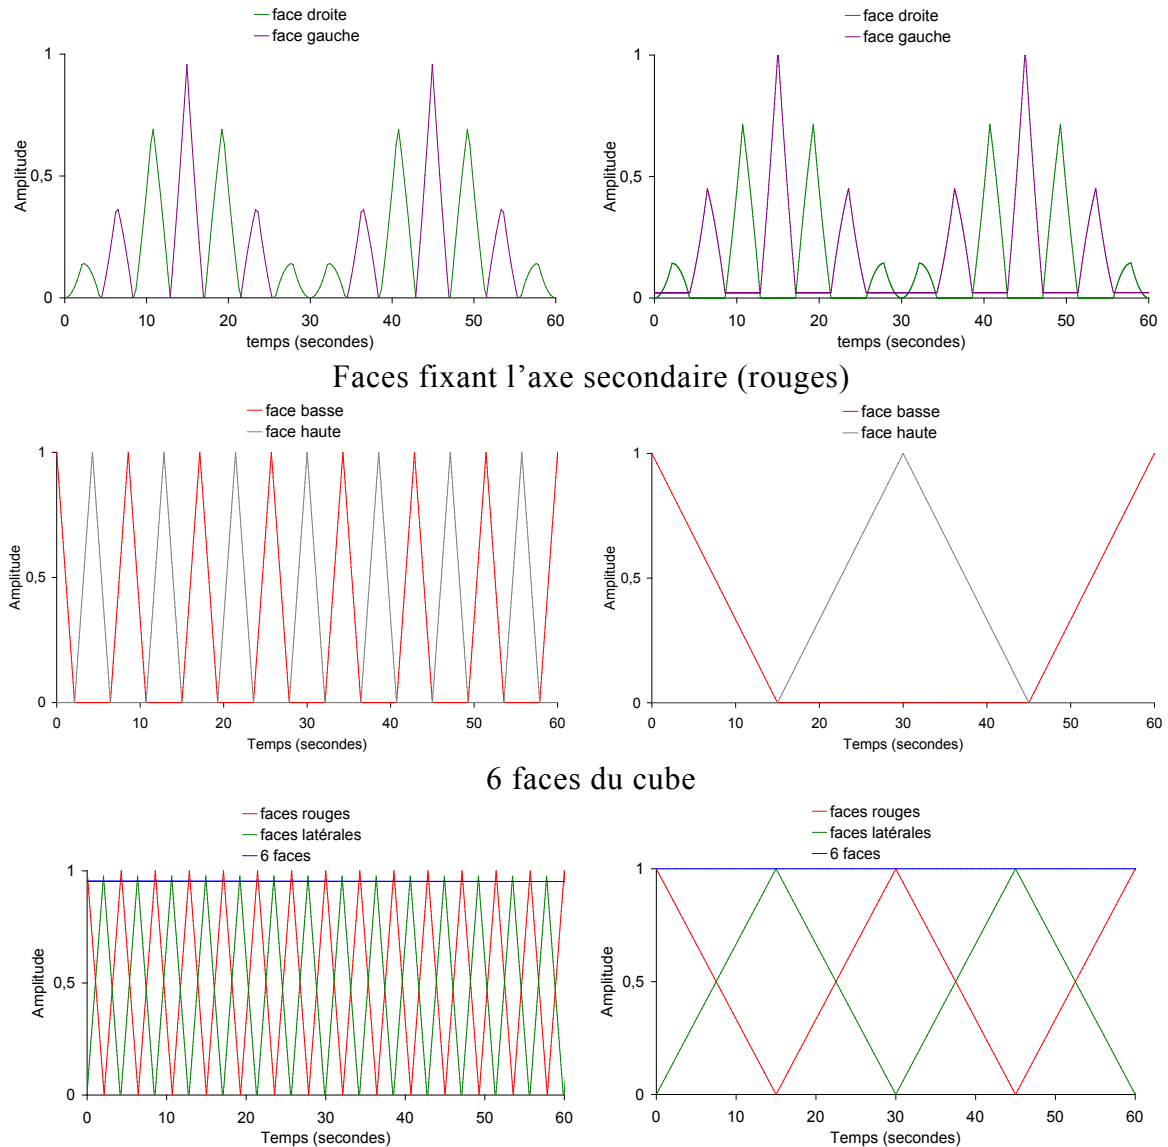 face droite
face gauche
1
0,5
0
Amplitude
0 10 20 30 40 50 60
temps (secondes)
face droite
face gauche
1
0,5
0
Amplitude
0 10 20 30 40 50 60
temps (secondes)
Faces fixant l’axe secondaire (rouges)
face basse
face haute
1
0,5
0
Amplitude
0 10 20 30 40 50 60
Temps (secondes)
face basse
face haute
1
0,5
0
Amplitude
0 10 20 30 40 50 60
Temps (secondes)
6 faces du cube
faces rouges
faces latérales
6 faces
1
0,5
0
Amplitude
0 10 20 30 40 50 60
Temps (secondes)
faces rouges
faces latérales
6 faces
1
0,5
0
Amplitude
0 10 20 30 40 50 60
Temps (secondes)